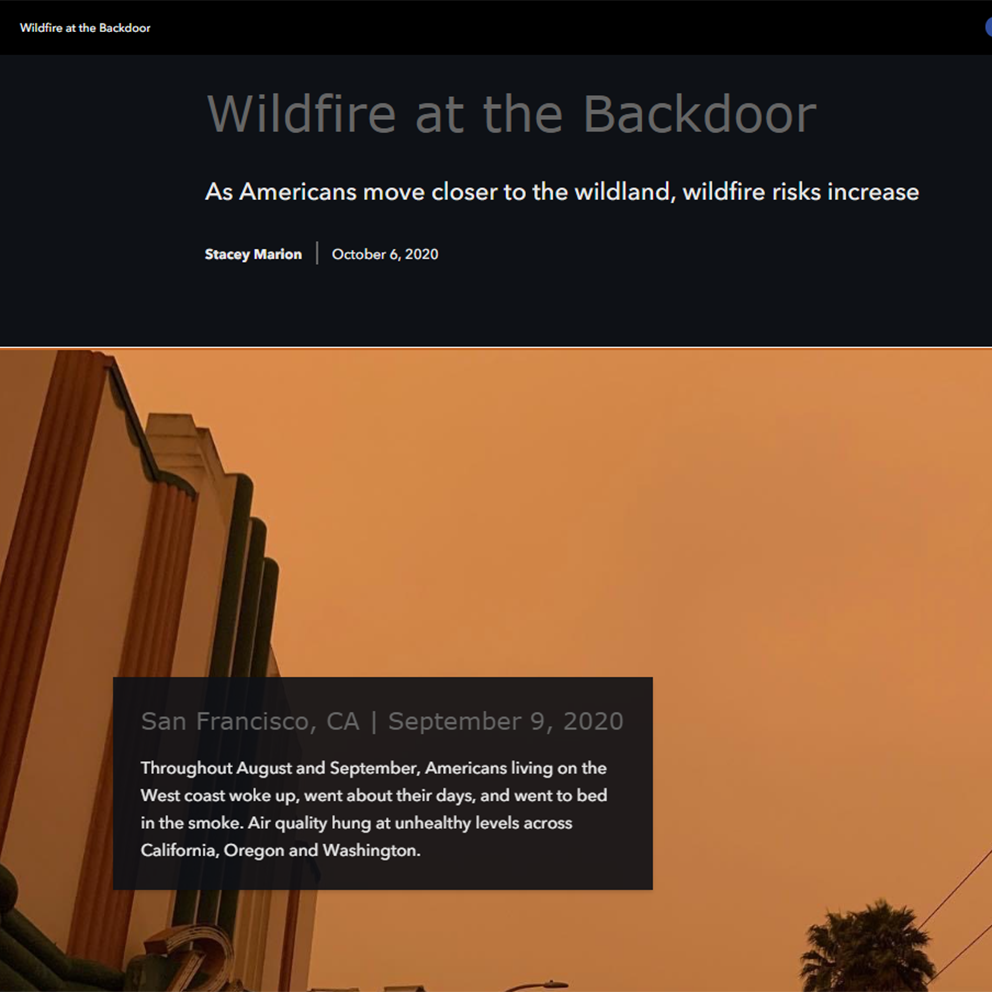 Wildfire at the Backdoor
Wildfire at the Backdoor
As Americans move closer to the wildland, wildfire risks increase
Stacey Marion | October 6, 2020
San Francisco, CA | September 9, 2020
Throughout August and September, Americans living on the
West coast woke up, went about their days, and went to bed
in the smoke. Air quality hung at unhealthy levels across
California, Oregon and Washington.